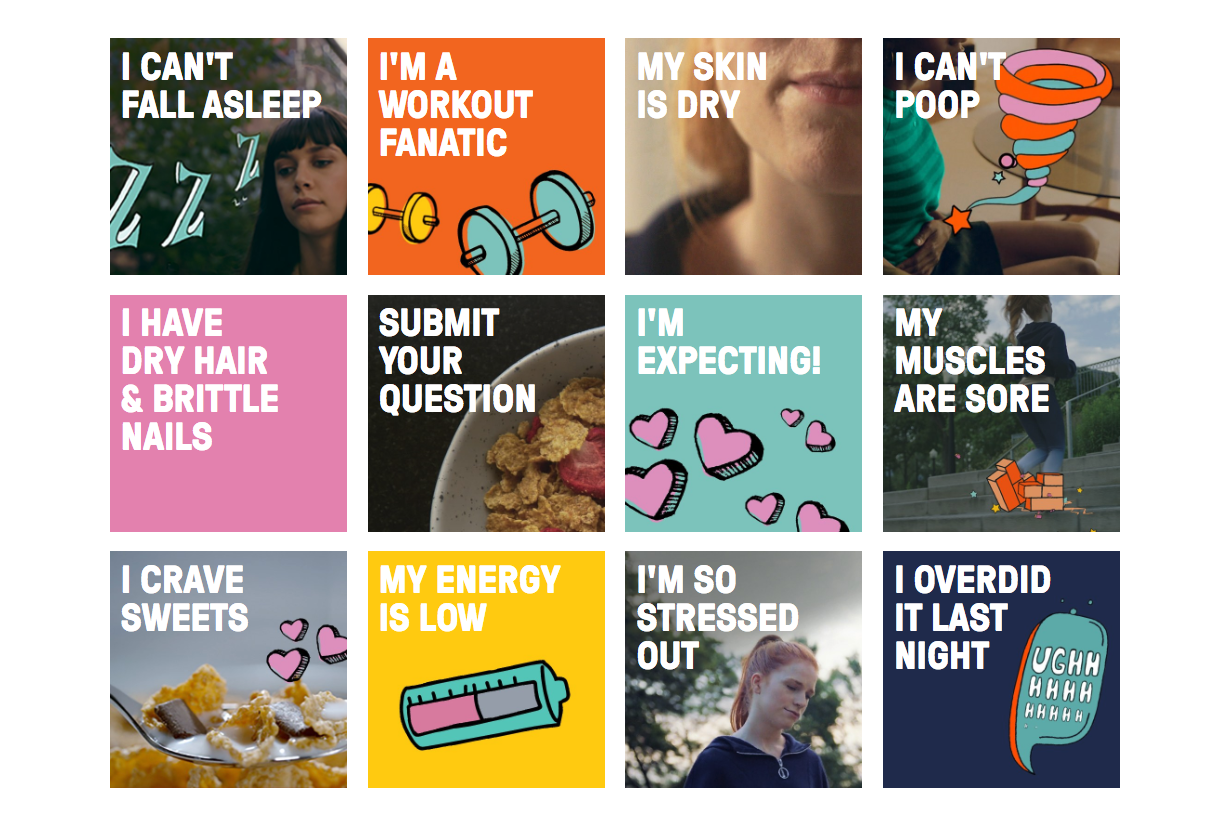 I CAN'T
FALL ASLEEP
Z Z Z
I'M A
WORKOUT
FANATIC
MY SKIN
IS DRY
I CAN'T
POOP
I HAVE
DRY HAIR
& BRITTLE
NAILS
SUBMIT
YOUR
QUESTION
I'M
EXPECTING!
MY
MUSCLES
ARE SORE
I CRAVE
SWEETS
MY ENERGY
IS LOW
I'M SO
STRESSED
OUT
I OVERDID
IT LAST
NIGHT
UGHH
HHHH
HHHHH